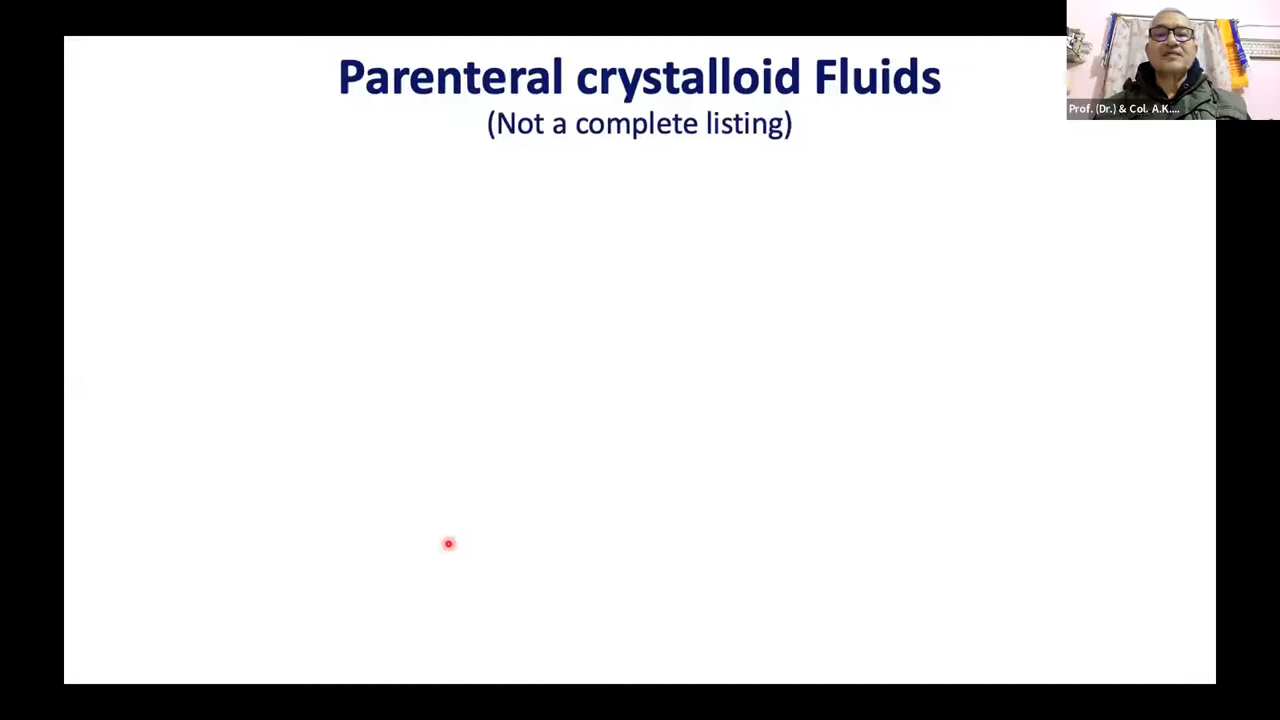 Parenteral crystalloid Fluids
(Not a complete listing)
Prof. (Dr.) & Col. A.K....